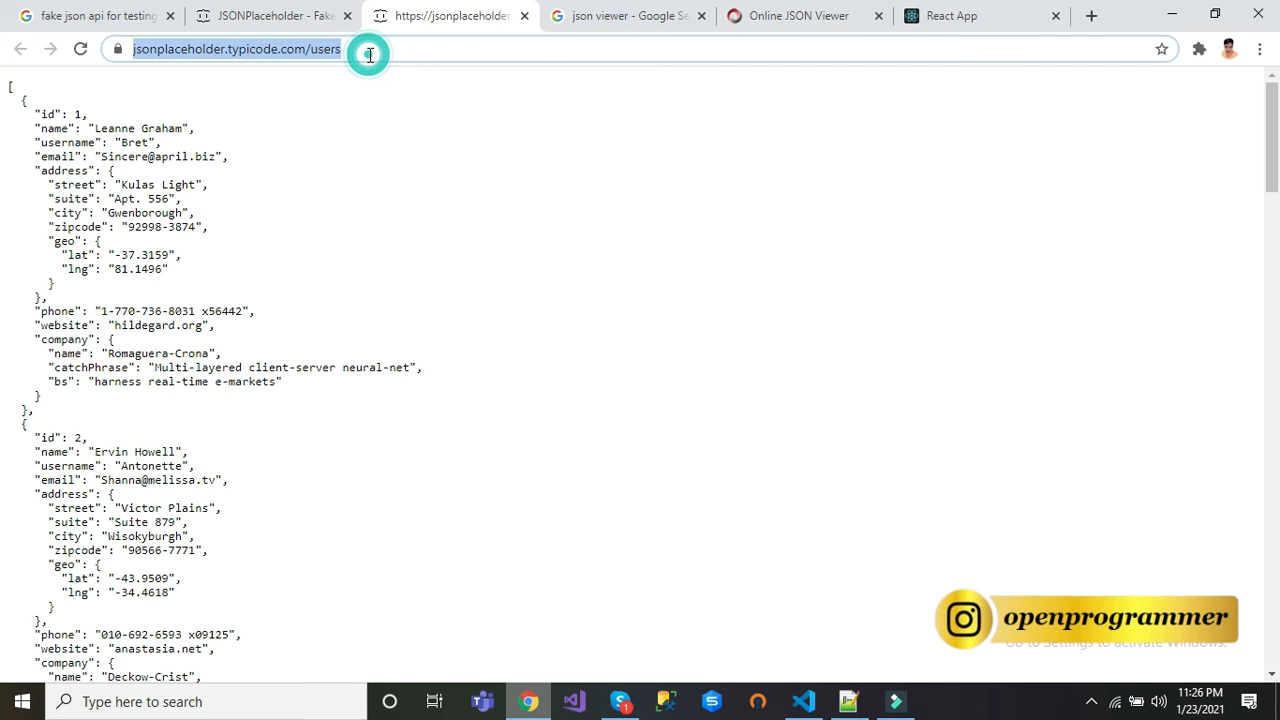 fake json api for testing
JSONPlaceholder - Fake
https://jsonplaceholder
json viewer - Google Se
Online JSON Viewer
React App
jsonplaceholder.typicode.com/users
[
{
"id": 1,
"name": "Leanne Graham",
"username": "Bret",
"email": "Sincere@april.biz",
"address": {
"street": "Kulas Light",
"suite": "Apt. 556",
"city": "Gwenborough",
"zipcode": "92998-3874",
"geo": {
"lat": "-37.3159",
"lng": "81.1496"
}
},
"phone": "1-770-736-8031 x56442",
"website": "hildegard.org",
"company": {
"name": "Romaguera-Crona",
"catchPhrase": "Multi-layered client-server neural-net",
"bs": "harness real-time e-markets"
}
},
{
"id": 2,
"name": "Ervin Howell",
"username": "Antonette",
"email": "Shanna@melissa.tv",
"address": {
"street": "Victor Plains",
"suite": "Suite 879",
"city": "Wisokyburgh",
"zipcode": "90566-7771",
"geo": {
"lat": "-43.9509",
"lng": "-34.4618"
}
},
"phone": "010-692-6593 x09125",
"website": "anastasia.net",
"company": {
"name": "Deckow-Crist",
openprogrammer
Go to Settings to activate Windows.
Type here to search
11:26 PM
1/23/2021